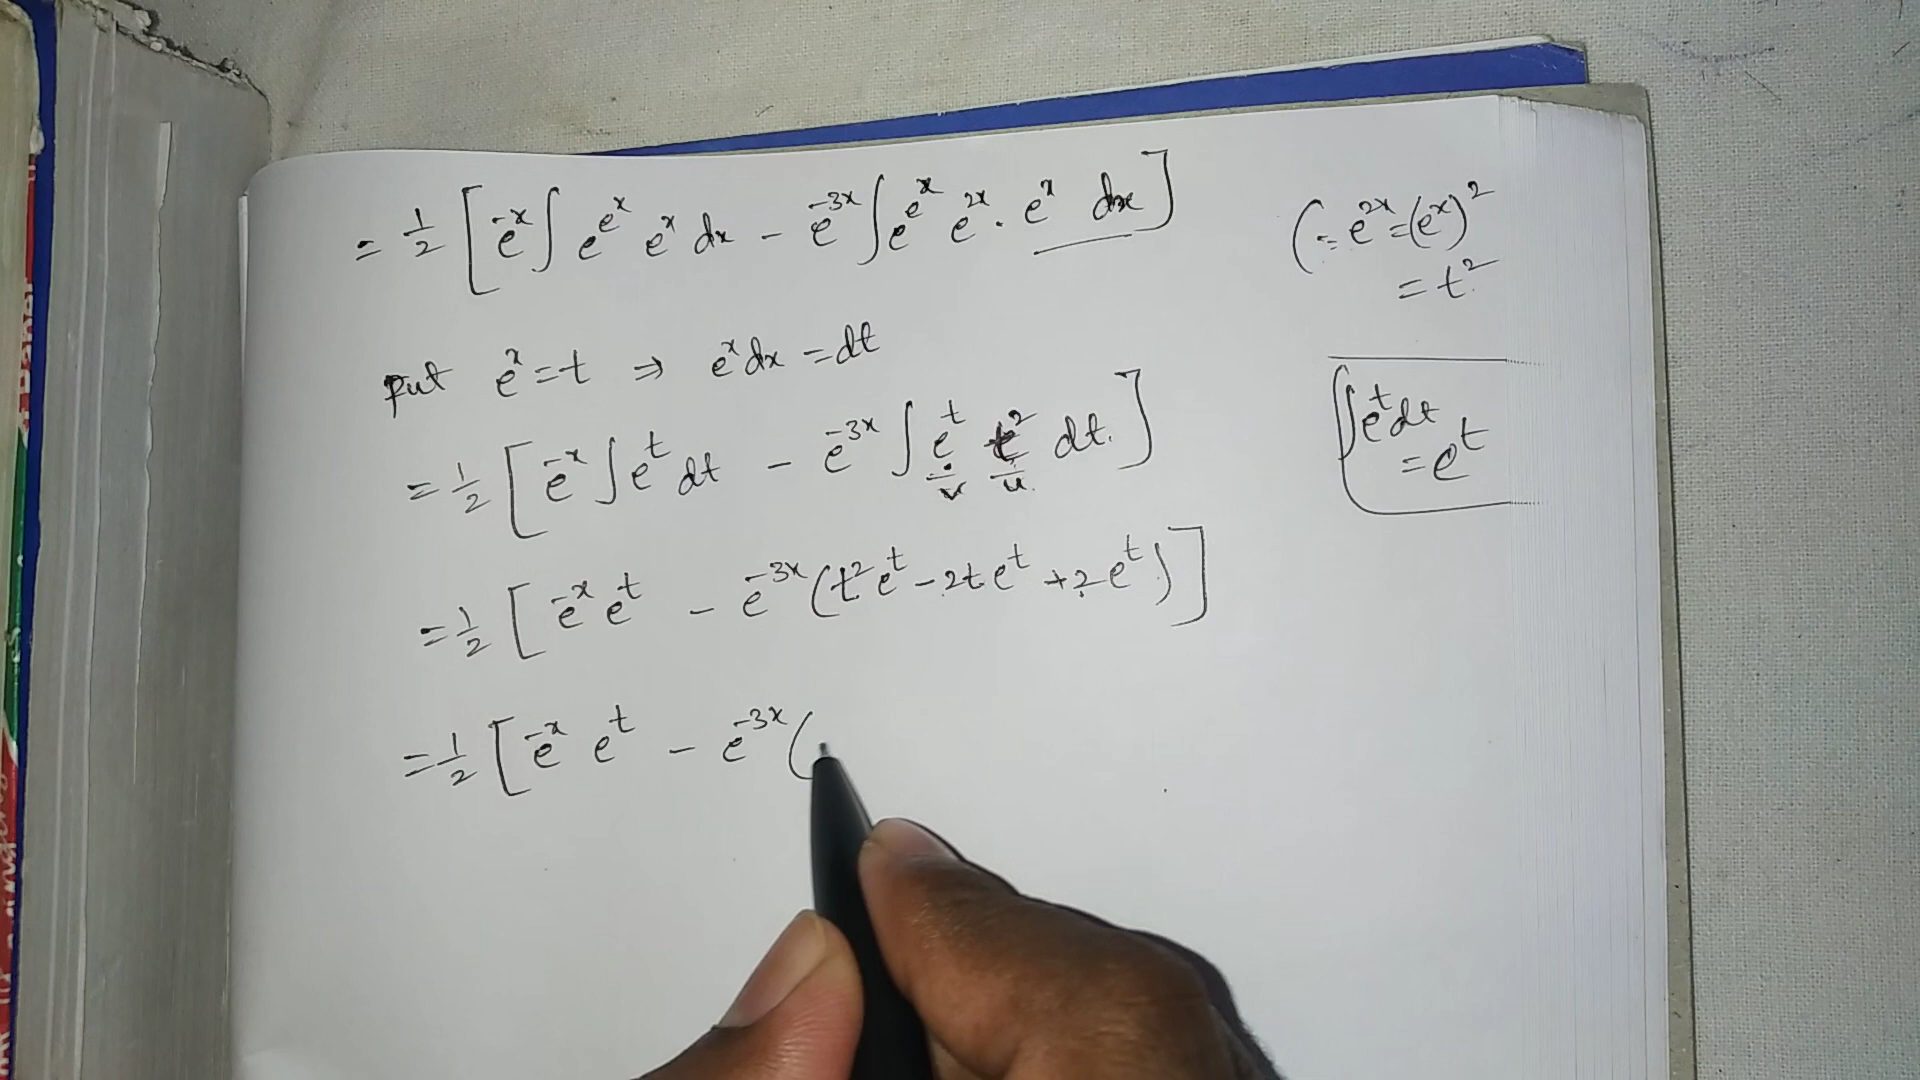 = 1/2 [ e^-x ∫ e^e^x e^x dx - e^-3x ∫ e^e^x e^2x . e^x dx ]
(∵ e^2x = (e^x)^2
= t^2
put e^x = t ⇒ e^x dx = dt
= 1/2 [ e^-x ∫ e^t dt - e^-3x ∫ e^t t^2 dt. ]
v u
∫ e^t dt
= e^t
= 1/2 [ e^-x e^t - e^-3x ( t^2 e^t - 2t e^t + 2 e^t ) ]
= 1/2 [ e^-x e^t - e^-3x (